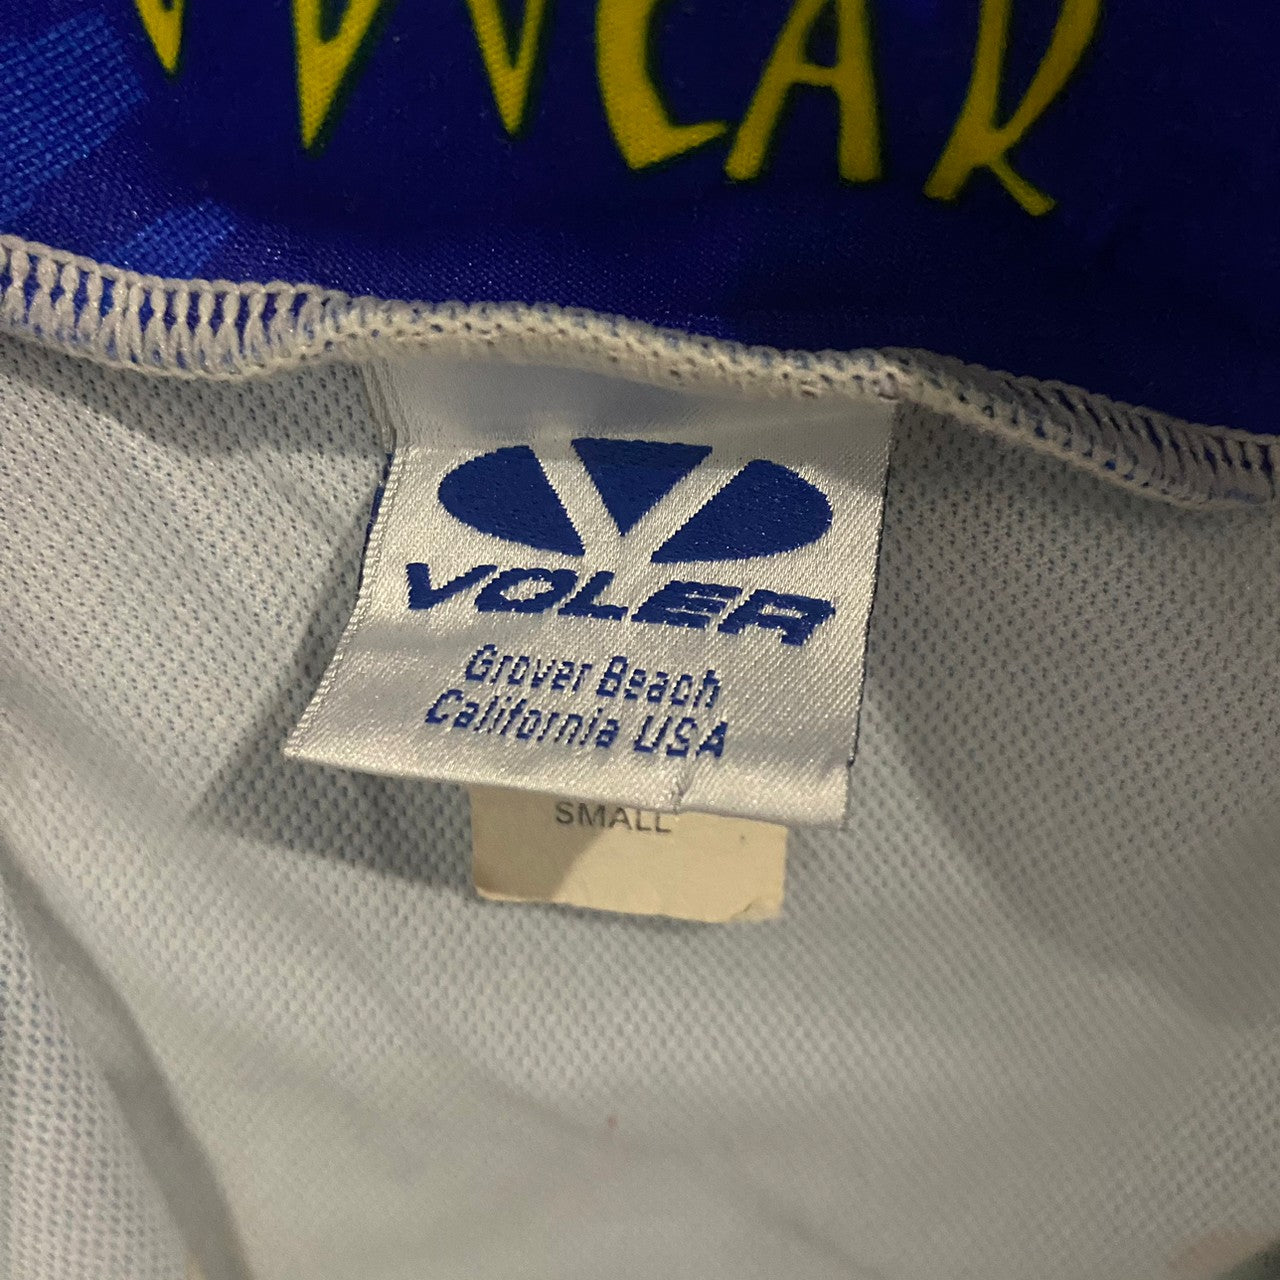 VOLER
Grover Beach
California USA
SMALL